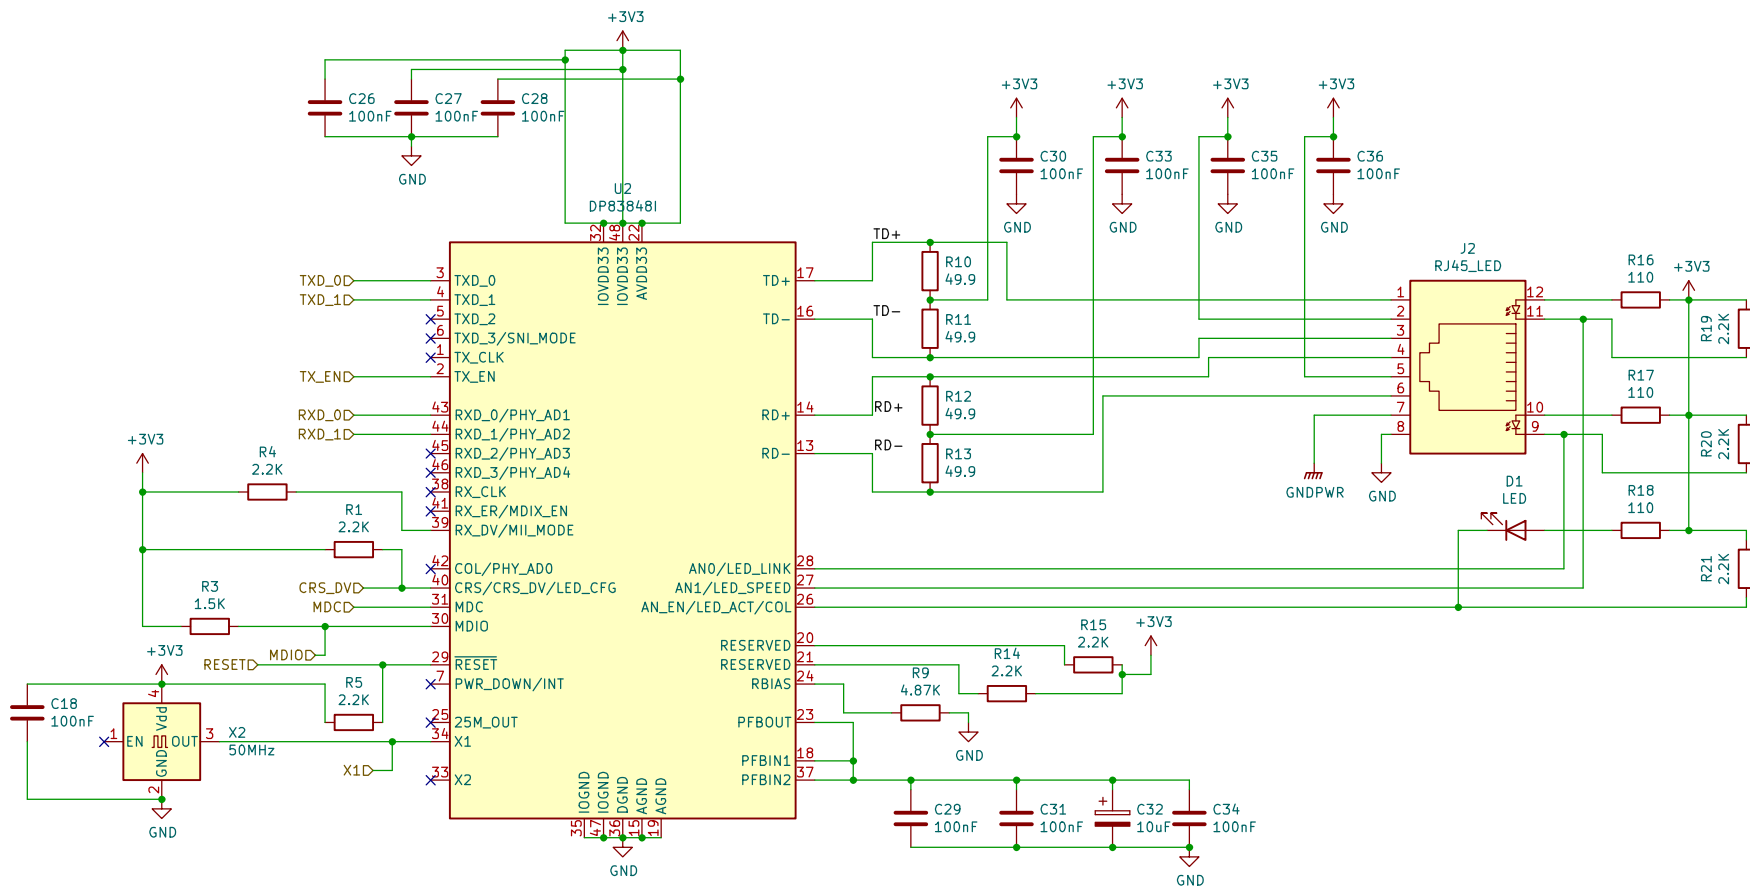 +3V3
C26
100nF
C27
100nF
C28
100nF
GND
+3V3
C30
100nF
GND
+3V3
C33
100nF
GND
+3V3
C35
100nF
GND
+3V3
C36
100nF
GND
U2
DP83848I
32
48
22
IOVDD33
IOVDD33
AVDD33
TXD_0
3
TXD_0
TXD_1
4
TXD_1
5
TXD_2
6
TXD_3/SNI_MODE
1
TX_CLK
TX_EN
2
TX_EN
RXD_0
43
RXD_0/PHY_AD1
RXD_1
44
RXD_1/PHY_AD2
45
RXD_2/PHY_AD3
46
RXD_3/PHY_AD4
38
RX_CLK
41
RX_ER/MDIX_EN
39
RX_DV/MII_MODE
42
COL/PHY_AD0
CRS_DV
40
CRS/CRS_DV/LED_CFG
MDC
31
MDC
30
MDIO
MDIO
RESET
29
RESET
7
PWR_DOWN/INT
25
25M_OUT
34
X1
X1
33
X2
+3V3
R4
2.2K
R1
2.2K
R3
1.5K
R5
2.2K
+3V3
C18
100nF
4
Vdd
1
EN
OUT
3
GND
2
X2
50MHz
GND
IOGND
IOGND
DGND
AGND
AGND
35
47
36
15
19
GND
TD+
17
TD+
TD-
16
TD-
RD+
14
RD+
RD-
13
RD-
R10
49.9
R11
49.9
R12
49.9
R13
49.9
AN0/LED_LINK
28
AN1/LED_SPEED
27
AN_EN/LED_ACT/COL
26
RESERVED
20
RESERVED
21
RBIAS
24
PFBOUT
23
PFBIN1
18
PFBIN2
37
R15
2.2K
+3V3
R14
2.2K
R9
4.87K
GND
C29
100nF
C31
100nF
+
C32
10uF
C34
100nF
GND
J2
RJ45_LED
1
2
3
4
5
6
7
8
12
11
10
9
GNDPWR
GND
R16
110
+3V3
R19
2.2K
R17
110
R20
2.2K
D1
LED
R18
110
R21
2.2K